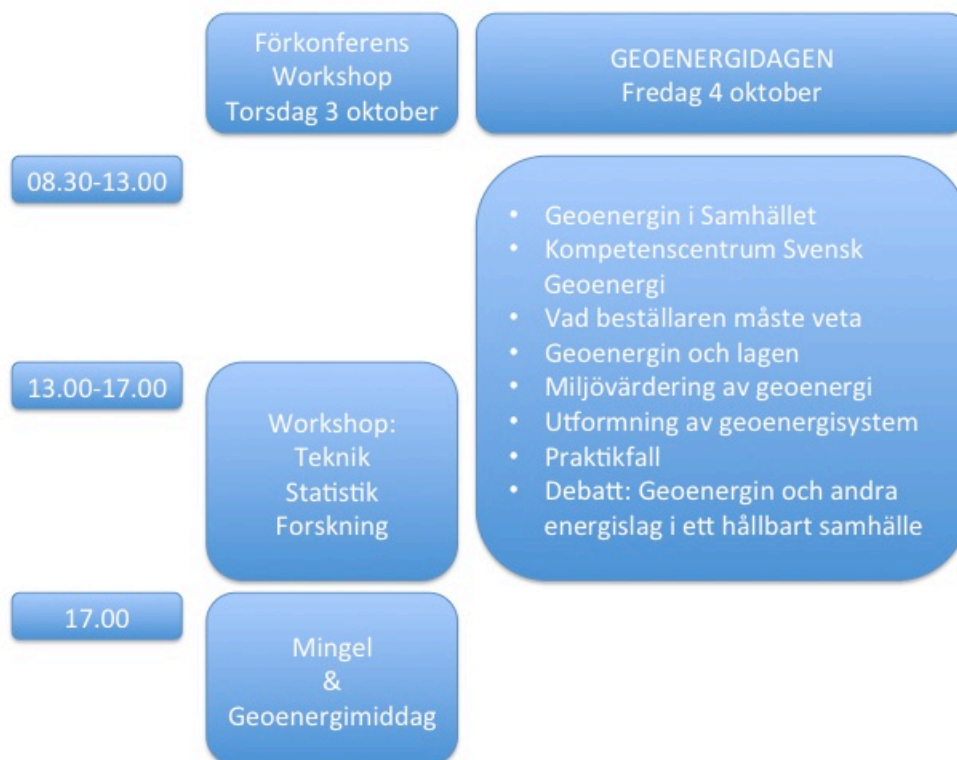 Förkonferens
Workshop
Torsdag 3 oktober
GEOENERGIDAGEN
Fredag 4 oktober
08.30-13.00
• Geoenergin i Samhället
• Kompetenscentrum Svensk
Geoenergi
• Vad beställaren måste veta
• Geoenergin och lagen
• Miljövärdering av geoenergi
• Utformning av geoenergisystem
• Praktikfall
• Debatt: Geoenergin och andra
energislag i ett hållbart samhälle
13.00-17.00
Workshop:
Teknik
Statistik
Forskning
17.00
Mingel
&
Geoenergimiddag